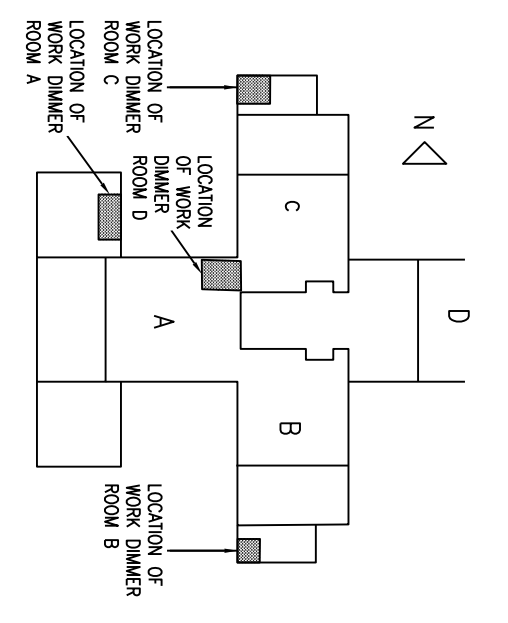 D
N
C
B
LOCATION
OF WORK
DIMMER
ROOM D
A
LOCATION OF
WORK DIMMER
ROOM C
LOCATION OF
WORK DIMMER
ROOM B
LOCATION OF
WORK DIMMER
ROOM A